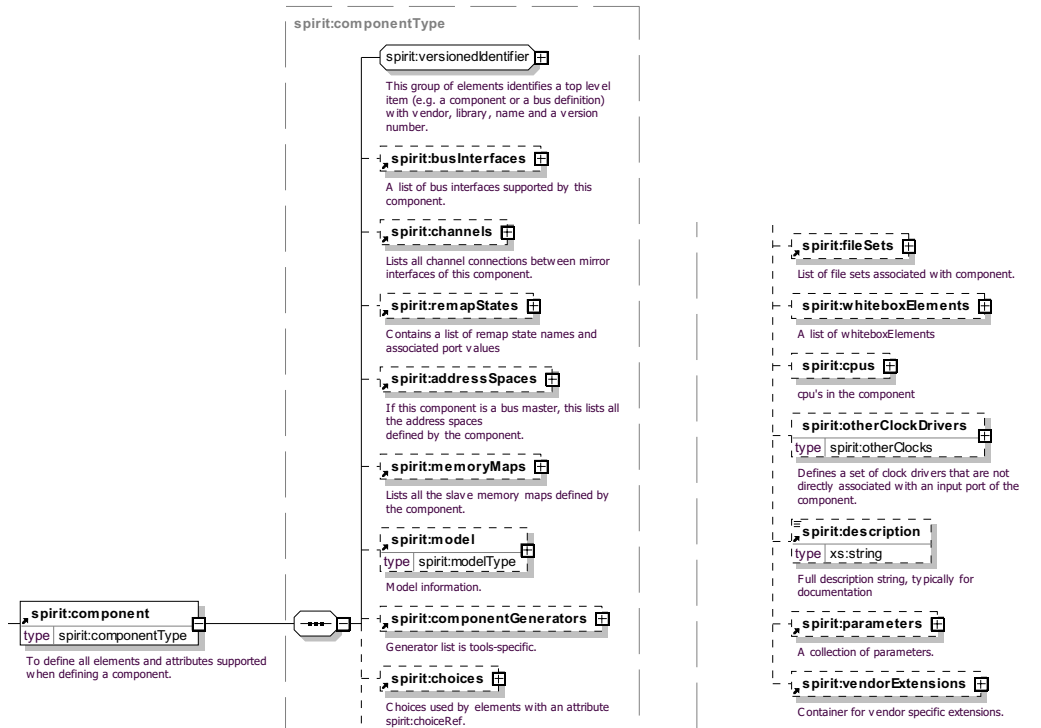 spirit:componentType
spirit:versionedIdentifier
This group of elements identifies a top level
item (e.g. a component or a bus definition)
with vendor, library, name and a version
number.
spirit:busInterfaces
A list of bus interfaces supported by this
component.
spirit:channels
Lists all channel connections between mirror
interfaces of this component.
spirit:remapStates
Contains a list of remap state names and
associated port values
spirit:addressSpaces
If this component is a bus master, this lists all
the address spaces
defined by the component.
spirit:memoryMaps
Lists all the slave memory maps defined by
the component.
spirit:model
type spirit:modelType
Model information.
spirit:component
type spirit:componentType
To define all elements and attributes supported
when defining a component.
spirit:componentGenerators
Generator list is tools-specific.
spirit:choices
Choices used by elements with an attribute
spirit:choiceRef.
spirit:fileSets
List of file sets associated with component.
spirit:whiteboxElements
A list of whiteboxElements
spirit:cpus
cpu's in the component
spirit:otherClockDrivers
type spirit:otherClocks
Defines a set of clock drivers that are not
directly associated with an input port of the
component.
spirit:description
type xs:string
Full description string, typically for
documentation
spirit:parameters
A collection of parameters.
spirit:vendorExtensions
Container for vendor specific extensions.